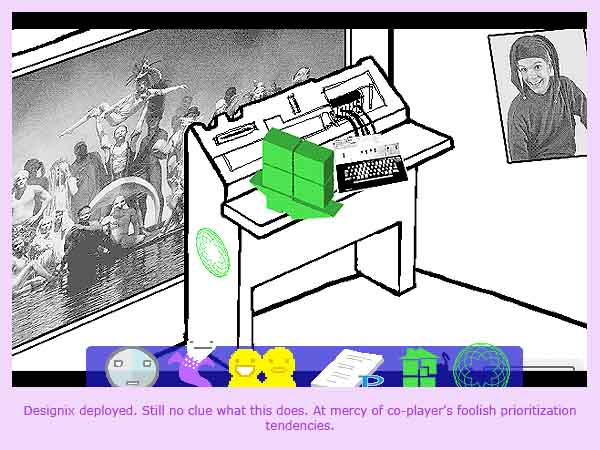 Designix deployed. Still no clue what this does. At mercy of co-player's foolish prioritization
tendencies.